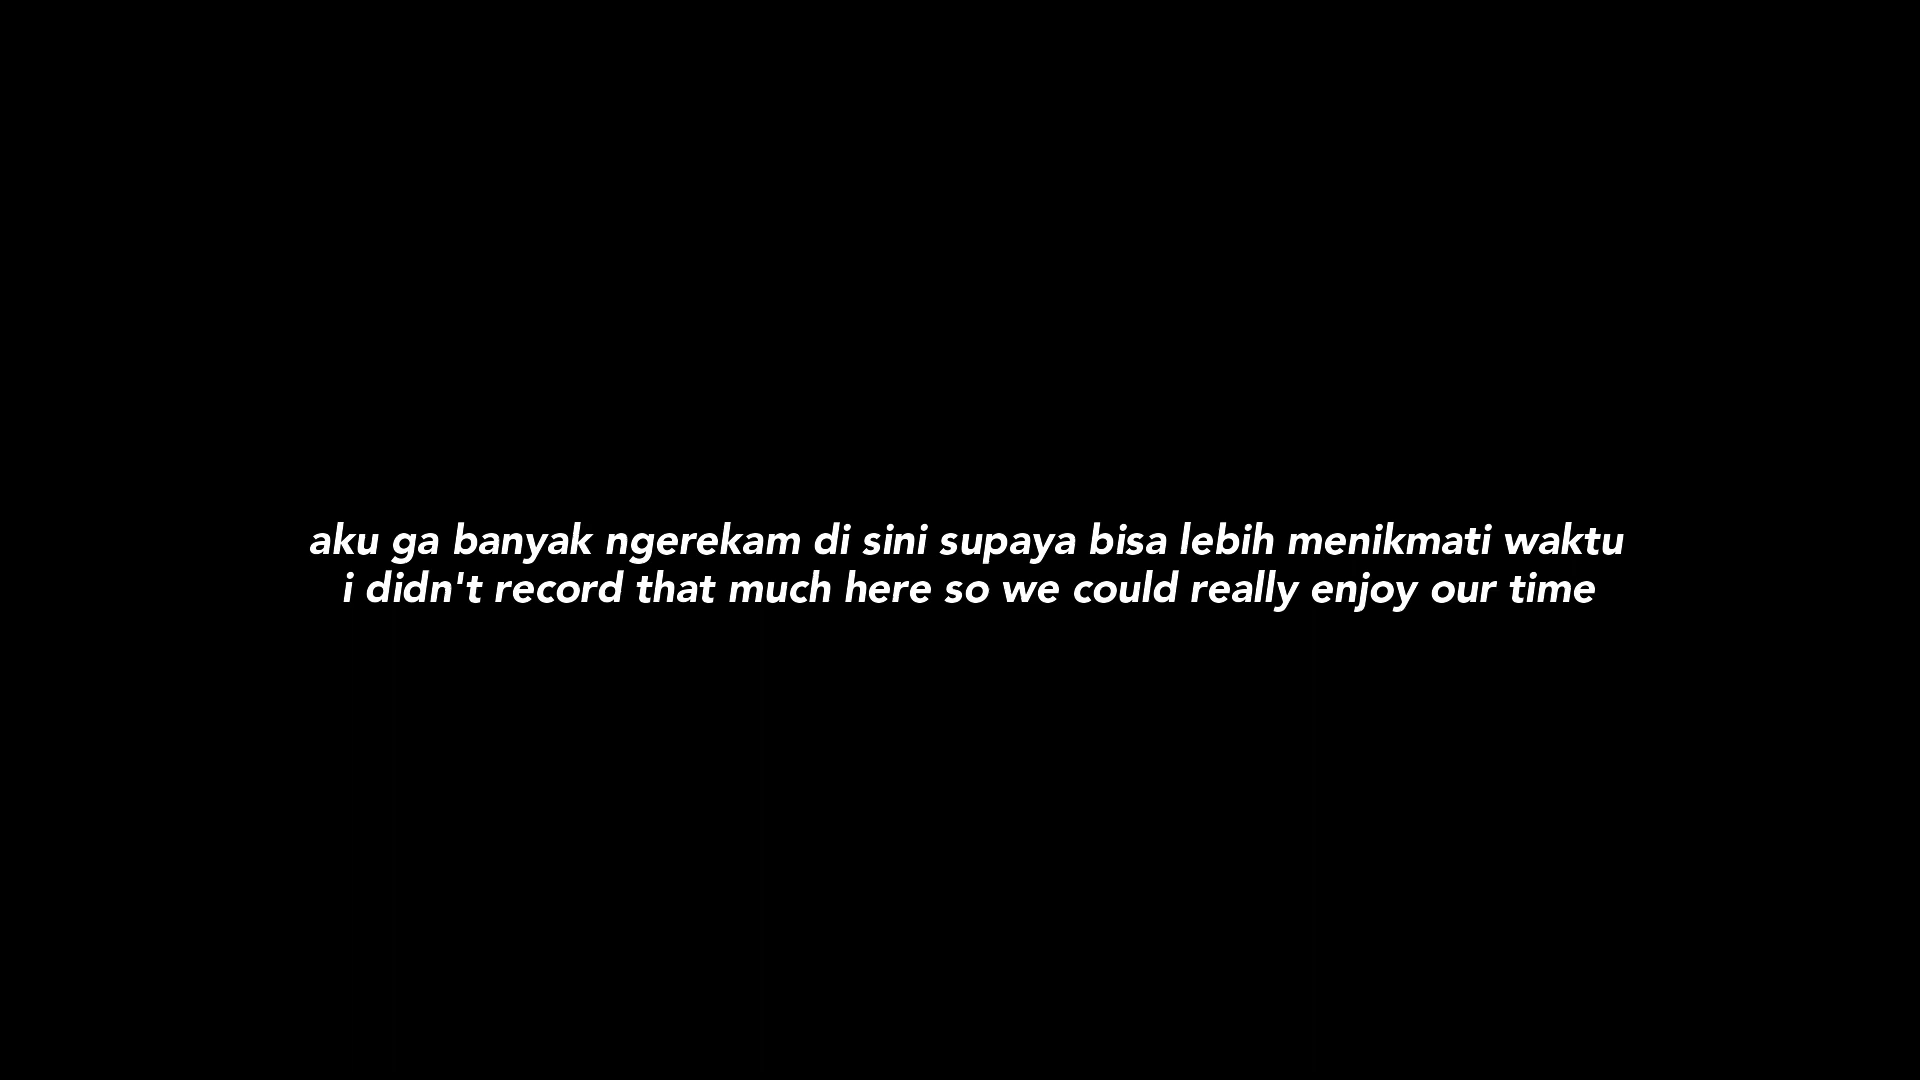 aku ga banyak ngerekam di sini supaya bisa lebih menikmati waktu
i didn't record that much here so we could really enjoy our time